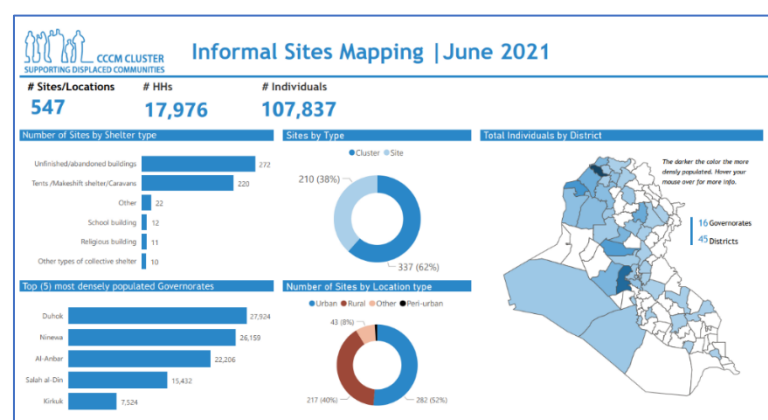 CCCM CLUSTER
SUPPORTING DISPLACED COMMUNITIES
Informal Sites Mapping | June 2021
# Sites/Locations
547
# HHs
17,976
# Individuals
107,837
Number of Sites by Shelter type
Unfinished/abandoned buildings 272
Tents /Makeshift shelter/Caravans 220
Other 22
School building 12
Religious building 11
Other types of collective shelter 10
Sites by Type
Cluster Site
210 (38%)
337 (62%)
Total Individuals by District
The darker the color the more
densly populated. Hover your
mouse over for more info.
16 Governorates
45 Districts
Top (5) most densely populated Governorates
Duhok 27,924
Ninewa 26,159
Al-Anbar 22,206
Salah al-Din 15,432
Kirkuk 7,524
Number of Sites by Location type
Urban Rural Other Peri-urban
43 (8%)
217 (40%)
282 (52%)